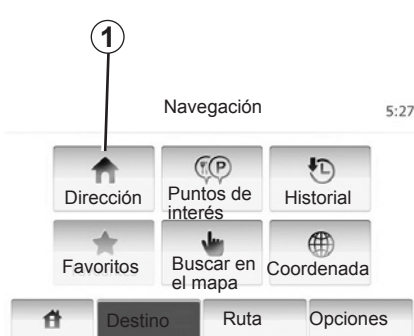 1
Navegación
5:27
Dirección
Puntos de
interés
Historial
Favoritos
Buscar en
el mapa
Coordenada
Destino
Ruta
Opciones